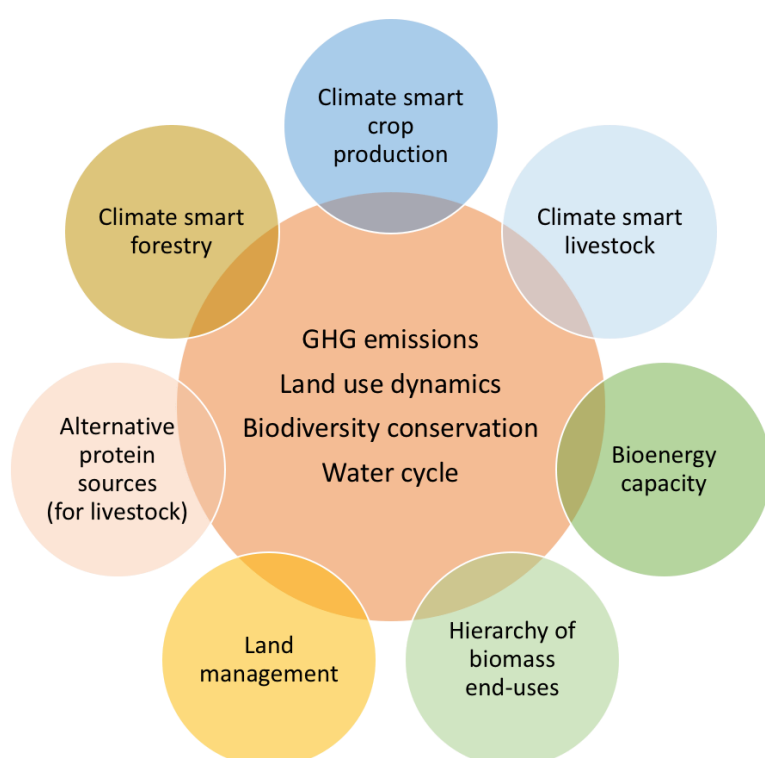 Climate smart
crop
production
Climate smart
forestry
Climate smart
livestock
GHG emissions
Land use dynamics
Biodiversity conservation
Water cycle
Alternative
protein
sources
(for livestock)
Bioenergy
capacity
Land
management
Hierarchy of
biomass
end-uses